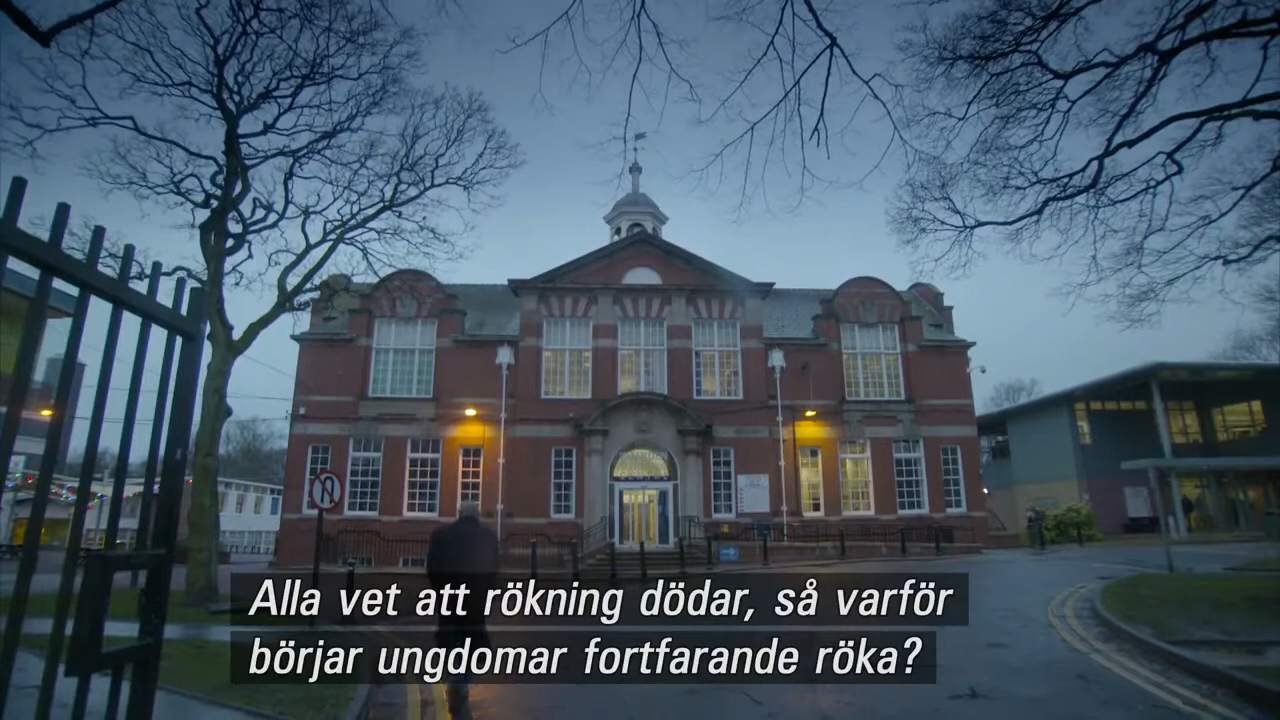 Alla vet att rökning dödar, så varför
börjar ungdomar fortfarande röka?